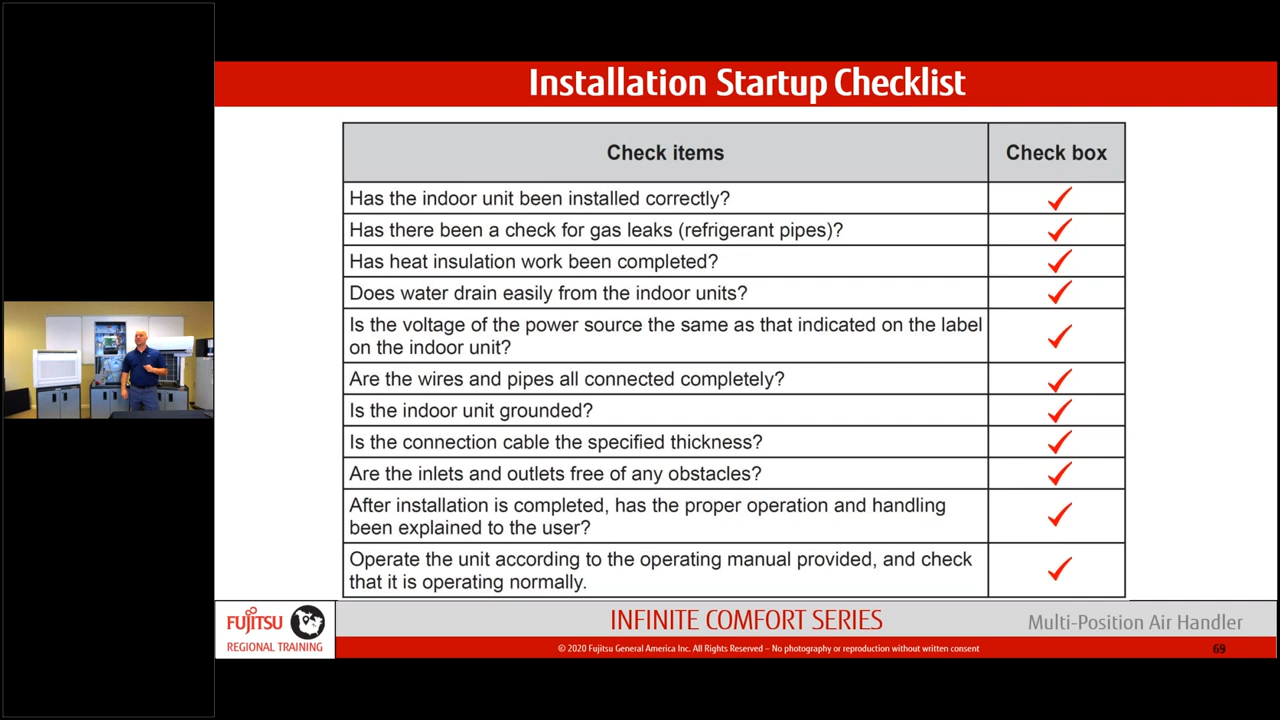 Installation Startup Checklist
Check items
Check box
Has the indoor unit been installed correctly?
Has there been a check for gas leaks (refrigerant pipes)?
Has heat insulation work been completed?
Does water drain easily from the indoor units?
Is the voltage of the power source the same as that indicated on the label
on the indoor unit?
Are the wires and pipes all connected completely?
Is the indoor unit grounded?
Is the connection cable the specified thickness?
Are the inlets and outlets free of any obstacles?
After installation is completed, has the proper operation and handling
been explained to the user?
Operate the unit according to the operating manual provided, and check
that it is operating normally.
FUJITSU
REGIONAL TRAINING
INFINITE COMFORT SERIES
Multi-Position Air Handler
© 2020 Fujitsu General America Inc. All Rights Reserved – No photography or reproduction without written consent
69